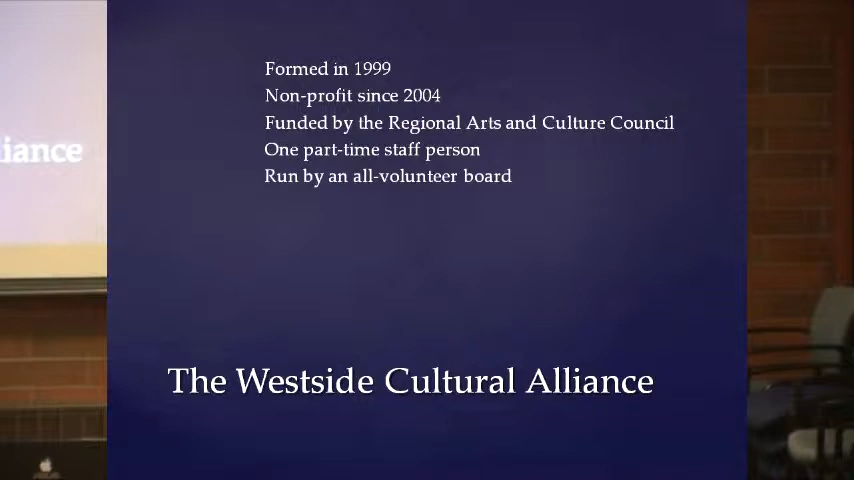 Formed in 1999
Non-profit since 2004
Funded by the Regional Arts and Culture Council
One part-time staff person
Run by an all-volunteer board
iance
The Westside Cultural Alliance